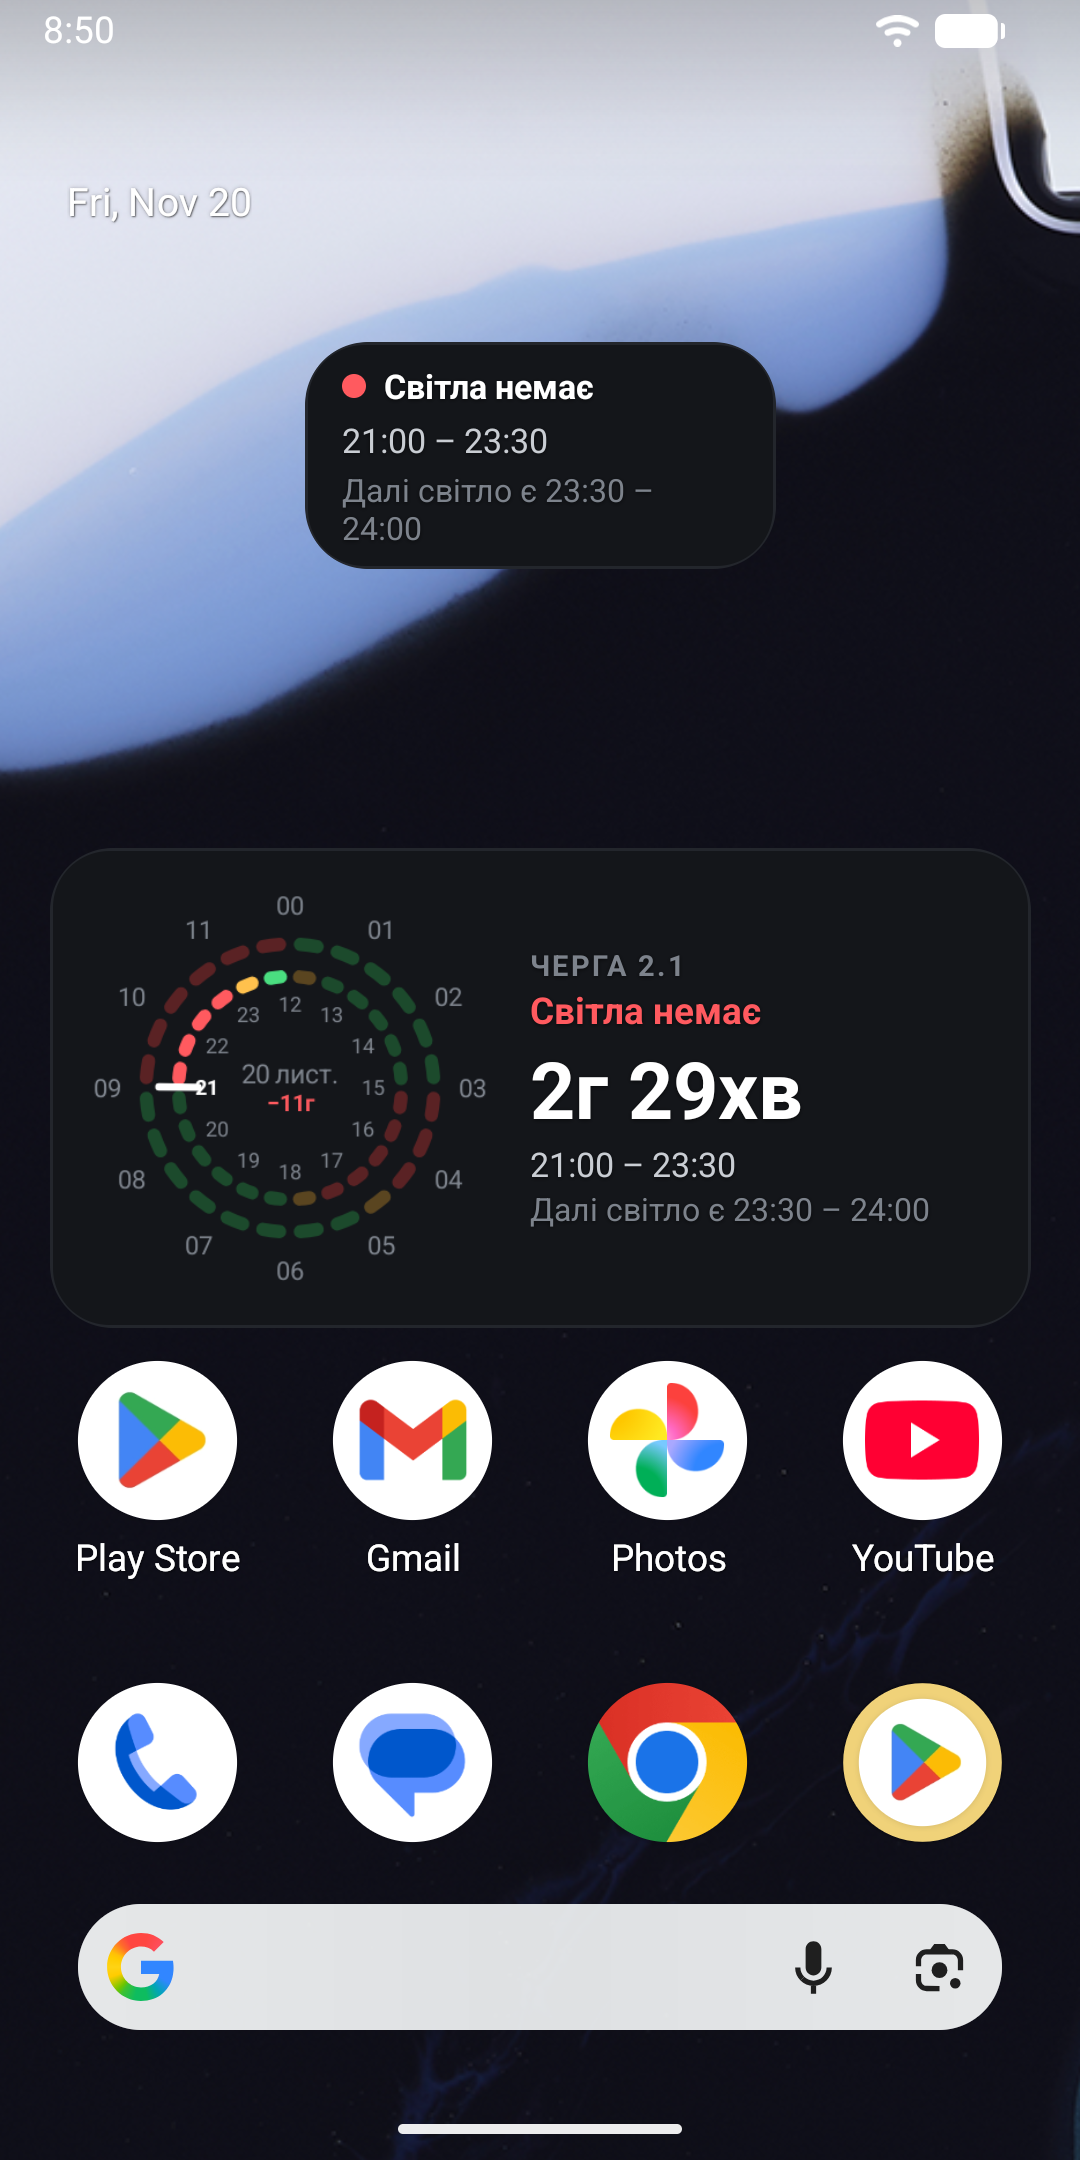 8:50
Fri, Nov 20
Світла немає
21:00 – 23:30
Далі світло є 23:30 –
24:00
00
01
02
03
04
05
06
07
08
09
10
11
12
13
14
15
16
17
18
19
20
21
22
23
20 лист.
–11г
ЧЕРГА 2.1
Світла немає
2г 29хв
21:00 – 23:30
Далі світло є 23:30 – 24:00
Play Store
Gmail
Photos
YouTube